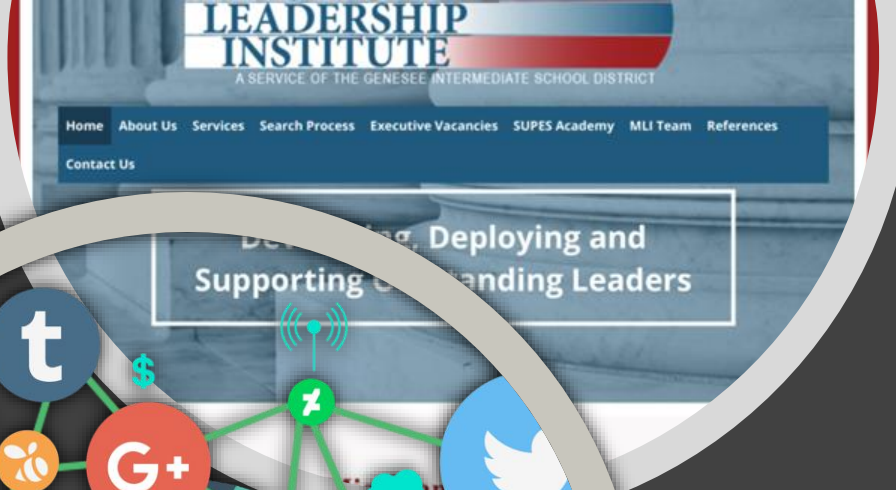 LEADERSHIP
INSTITUTE
A SERVICE OF THE GENESEE INTERMEDIATE SCHOOL DISTRICT
Home About Us Services Search Process Executive Vacancies SUPES Academy MLI Team References
Contact Us
Deploying and
Supporting Leaders
t
$
G+